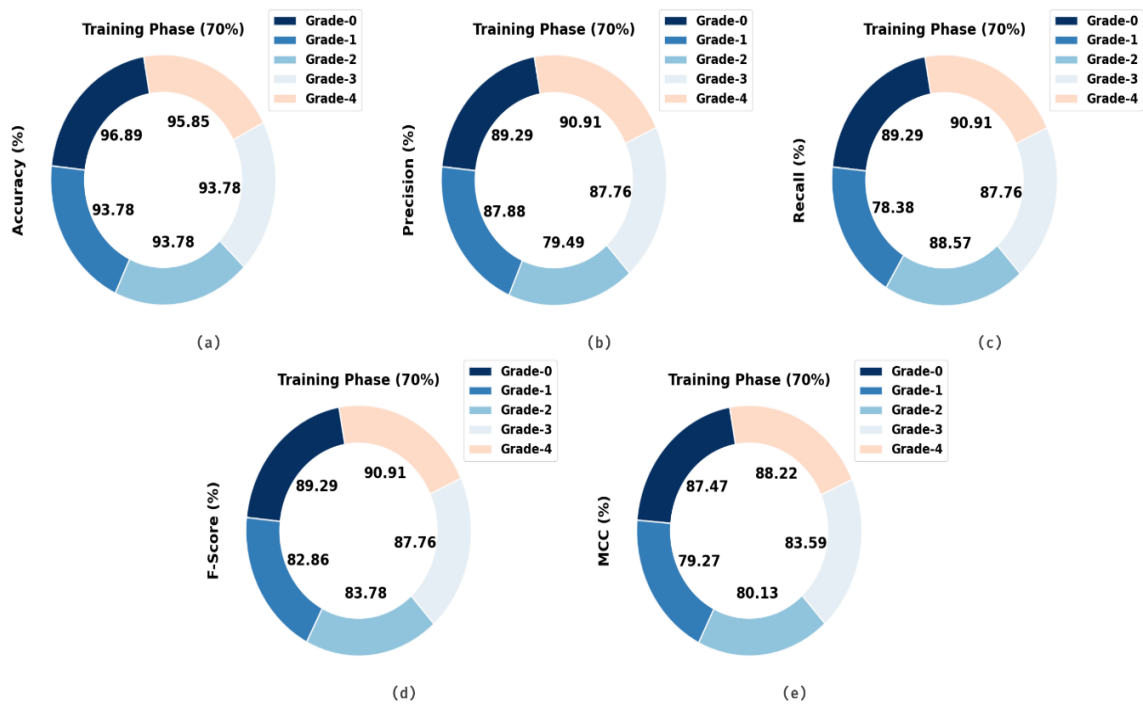 Training Phase (70%)
Grade-0
Grade-1
Grade-2
Grade-3
Grade-4
Accuracy (%)
96.89
95.85
93.78
93.78
93.78
(a)
Training Phase (70%)
Grade-0
Grade-1
Grade-2
Grade-3
Grade-4
Precision (%)
89.29
90.91
87.76
87.88
79.49
(b)
Training Phase (70%)
Grade-0
Grade-1
Grade-2
Grade-3
Grade-4
Recall (%)
89.29
90.91
87.76
78.38
88.57
(c)
Training Phase (70%)
Grade-0
Grade-1
Grade-2
Grade-3
Grade-4
F-Score (%)
89.29
90.91
87.76
82.86
83.78
(d)
Training Phase (70%)
Grade-0
Grade-1
Grade-2
Grade-3
Grade-4
MCC (%)
87.47
88.22
83.59
79.27
80.13
(e)